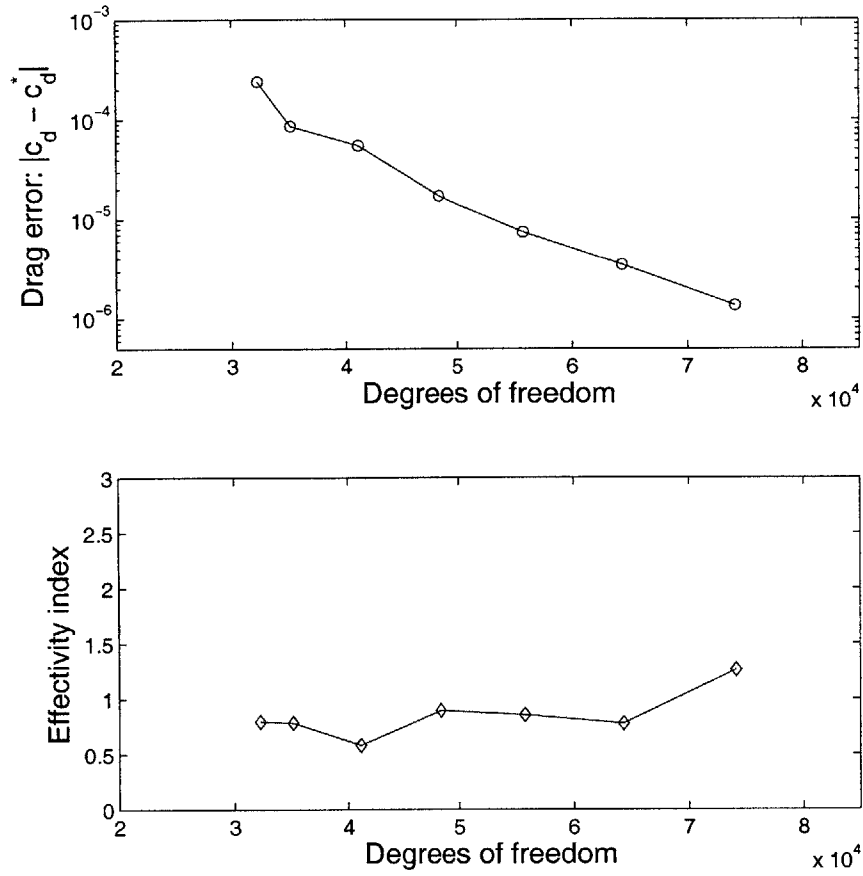 10^-3
10^-4
10^-5
10^-6
Drag error: |c_d − c_d^*|
2 3 4 5 6 7 8
Degrees of freedom
x 10^4
3
2.5
2
1.5
1
0.5
0
Effectivity index
2 3 4 5 6 7 8
Degrees of freedom
x 10^4